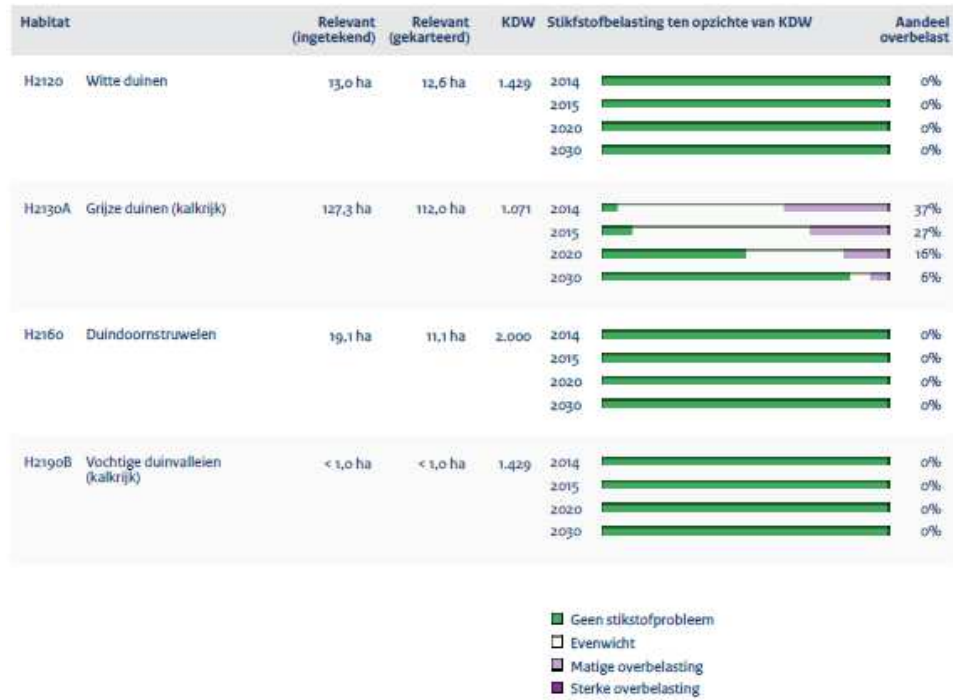 Habitat Relevant (ingetekend) Relevant (gekarteerd) KDW Stikfstofbelasting ten opzichte van KDW Aandeel overbelast
H2120 Witte duinen 13,0 ha 12,6 ha 1.429 2014 0%
2015 0%
2020 0%
2030 0%
H2130A Grijze duinen (kalkrijk) 127,3 ha 112,0 ha 1.071 2014 37%
2015 27%
2020 16%
2030 6%
H2160 Duindoornstruwelen 19,1 ha 11,1 ha 2.000 2014 0%
2015 0%
2020 0%
2030 0%
H2190B Vochtige duinvalleien (kalkrijk) < 1,0 ha < 1,0 ha 1.429 2014 0%
2015 0%
2020 0%
2030 0%
Geen stikstofprobleem
Evenwicht
Matige overbelasting
Sterke overbelasting